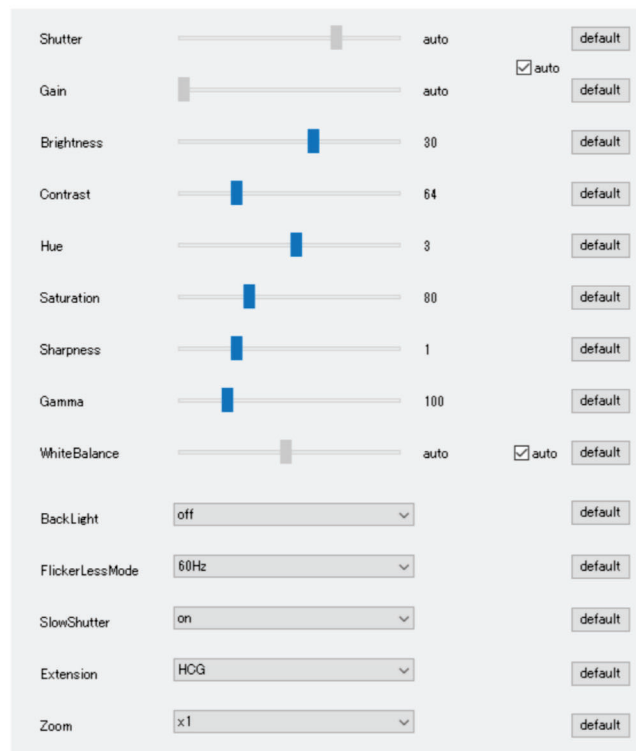 Shutter auto default
auto
Gain auto default
Brightness 30 default
Contrast 64 default
Hue 3 default
Saturation 80 default
Sharpness 1 default
Gamma 100 default
WhiteBalance auto auto default
BackLight off default
FlickerLessMode 60Hz default
SlowShutter on default
Extension HCG default
Zoom x1 default